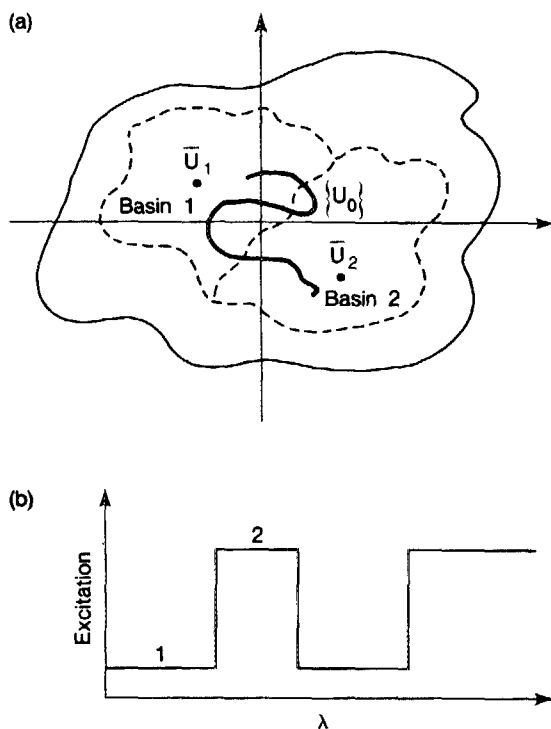 (a)
Ū₁
{U₀}
Basin 1
Ū₂
Basin 2
(b)
2
Excitation
1
λ